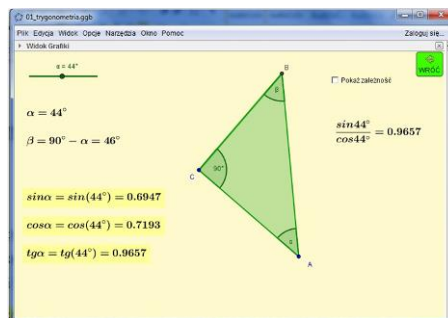 01_trygonometria.ggb
Plik Edycja Widok Opcje Narzędzia Okno Pomoc Zaloguj się...
Widok Grafiki
α = 44°
Pokaż zależność
WRÓĆ
B
β
α = 44°
β = 90° − α = 46°
sin44°
cos44° = 0.9657
90°
C
sinα = sin(44°) = 0.6947
cosα = cos(44°) = 0.7193
tgα = tg(44°) = 0.9657
α
A